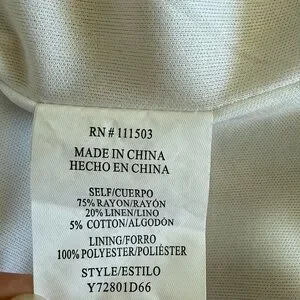 RN # 111503
MADE IN CHINA
HECHO EN CHINA
SELF/CUERPO
75% RAYON/RAYÓN
20% LINEN/LINO
5% COTTON/ALGODÓN
LINING/FORRO
100% POLYESTER/POLIÉSTER
STYLE/ESTILO
Y72801D66